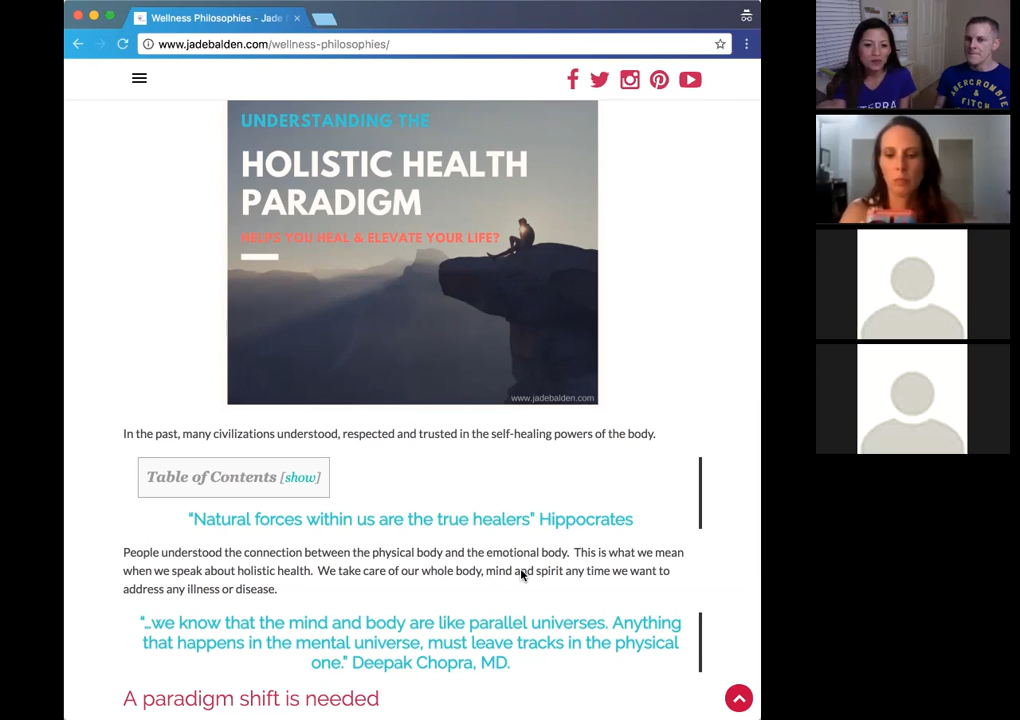 Wellness Philosophies - Jade
www.jadebalden.com/wellness-philosophies/
UNDERSTANDING THE
HOLISTIC HEALTH
PARADIGM
HELPS YOU HEAL & ELEVATE YOUR LIFE?
www.jadebalden.com
In the past, many civilizations understood, respected and trusted in the self-healing powers of the body.
Table of Contents [show]
“Natural forces within us are the true healers” Hippocrates
People understood the connection between the physical body and the emotional body.  This is what we mean
when we speak about holistic health.  We take care of our whole body, mind and spirit any time we want to
address any illness or disease.
“…we know that the mind and body are like parallel universes. Anything
that happens in the mental universe, must leave tracks in the physical
one.” Deepak Chopra, MD.
A paradigm shift is needed
ABERCROMBIE
&
FITCH